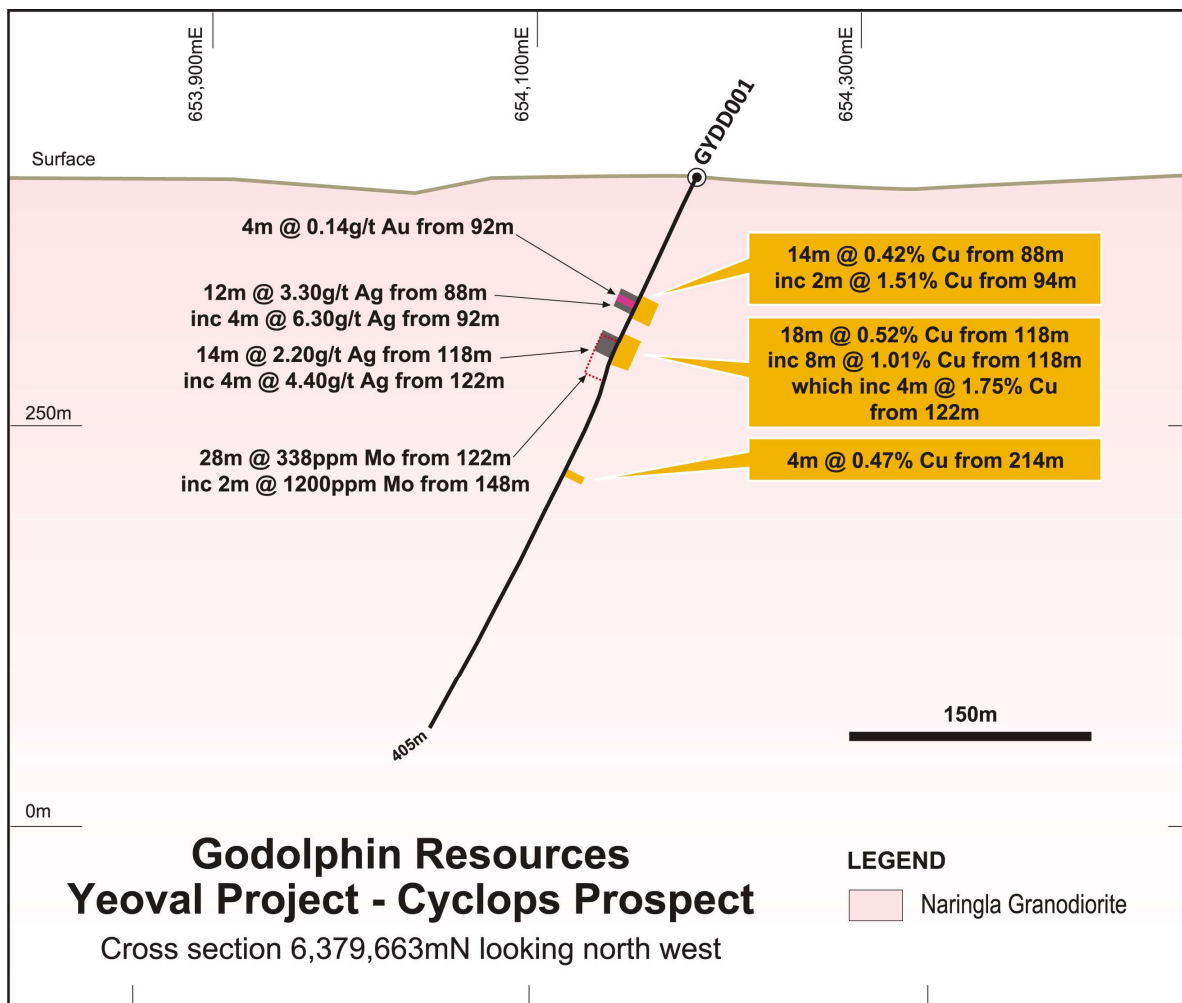 653,900mE
654,100mE
654,300mE
GYDD001
Surface
4m @ 0.14g/t Au from 92m
12m @ 3.30g/t Ag from 88m
inc 4m @ 6.30g/t Ag from 92m
14m @ 2.20g/t Ag from 118m
inc 4m @ 4.40g/t Ag from 122m
28m @ 338ppm Mo from 122m
inc 2m @ 1200ppm Mo from 148m
14m @ 0.42% Cu from 88m
inc 2m @ 1.51% Cu from 94m
18m @ 0.52% Cu from 118m
inc 8m @ 1.01% Cu from 118m
which inc 4m @ 1.75% Cu
from 122m
4m @ 0.47% Cu from 214m
250m
405m
150m
0m
Godolphin Resources
Yeoval Project - Cyclops Prospect
Cross section 6,379,663mN looking north west
LEGEND
Naringla Granodiorite